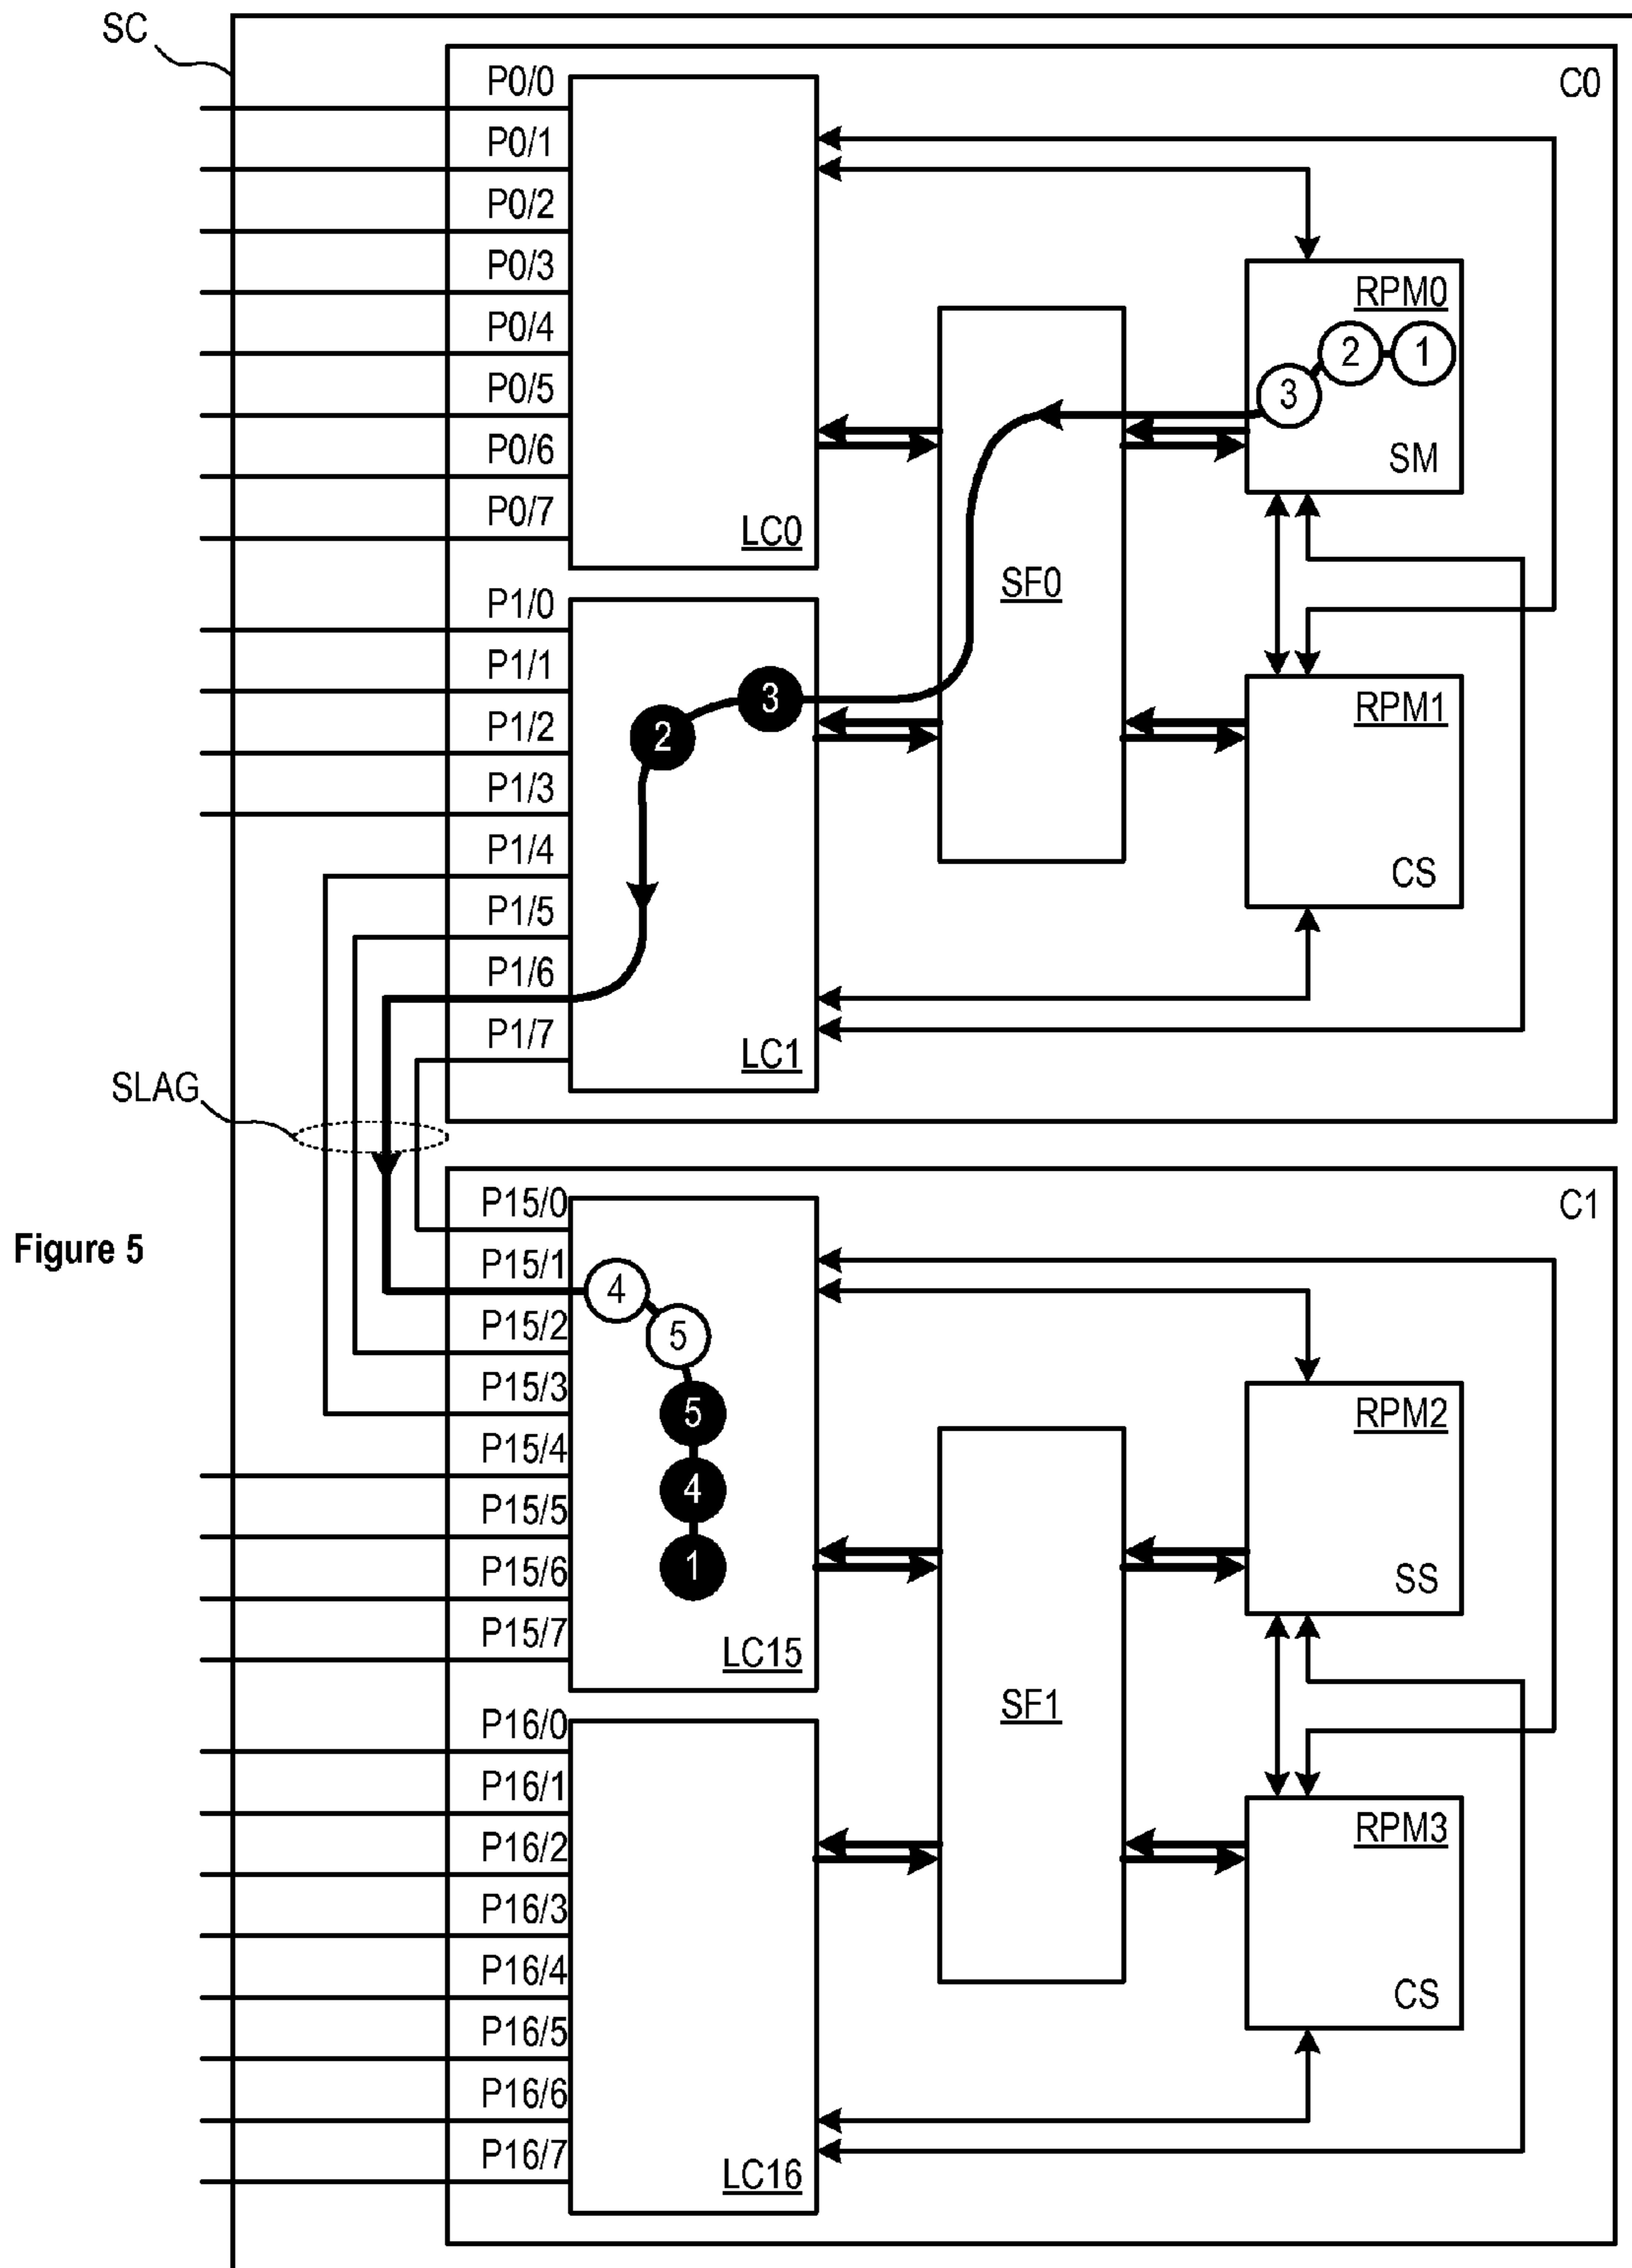 SC
C0
P0/0
P0/1
P0/2
P0/3
P0/4
P0/5
P0/6
P0/7
LC0
RPM0
2 1
3
SM
SF0
P1/0
P1/1
P1/2
P1/3
P1/4
P1/5
P1/6
P1/7
3
2
LC1
RPM1
CS
SLAG
Figure 5
C1
P15/0
P15/1
P15/2
P15/3
P15/4
P15/5
P15/6
P15/7
4
5
5
4
1
LC15
RPM2
SS
SF1
P16/0
P16/1
P16/2
P16/3
P16/4
P16/5
P16/6
P16/7
LC16
RPM3
CS